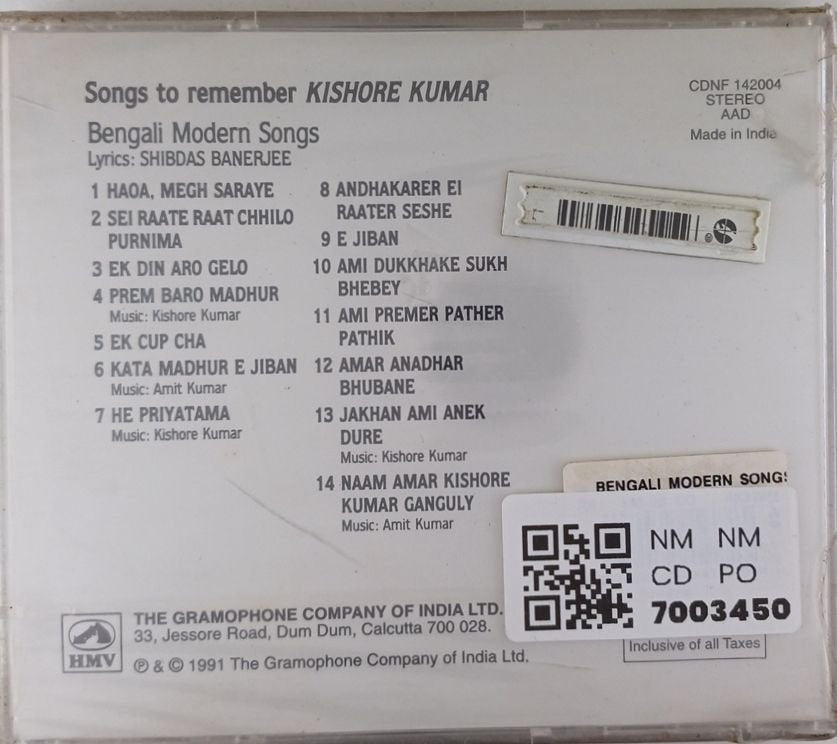 Songs to remember KISHORE KUMAR
Bengali Modern Songs
Lyrics: SHIBDAS BANERJEE
1 HAOA, MEGH SARAYE
2 SEI RAATE RAAT CHHILO
PURNIMA
3 EK DIN ARO GELO
4 PREM BARO MADHUR
Music: Kishore Kumar
5 EK CUP CHA
6 KATA MADHUR E JIBAN
Music: Amit Kumar
7 HE PRIYATAMA
Music: Kishore Kumar
8 ANDHAKARER EI
RAATER SESHE
9 E JIBAN
10 AMI DUKKHAKE SUKH
BHEBEY
11 AMI PREMER PATHER
PATHIK
12 AMAR ANADHAR
BHUBANE
13 JAKHAN AMI ANEK
DURE
Music: Kishore Kumar
14 NAAM AMAR KISHORE
KUMAR GANGULY
Music: Amit Kumar
CDNF 142004
STEREO
AAD
Made in India
BENGALI MODERN SONGS
NM NM
CD PO
7003450
Inclusive of all Taxes
HMV
THE GRAMOPHONE COMPANY OF INDIA LTD.
33, Jessore Road, Dum Dum, Calcutta 700 028.
℗ & © 1991 The Gramophone Company of India Ltd.